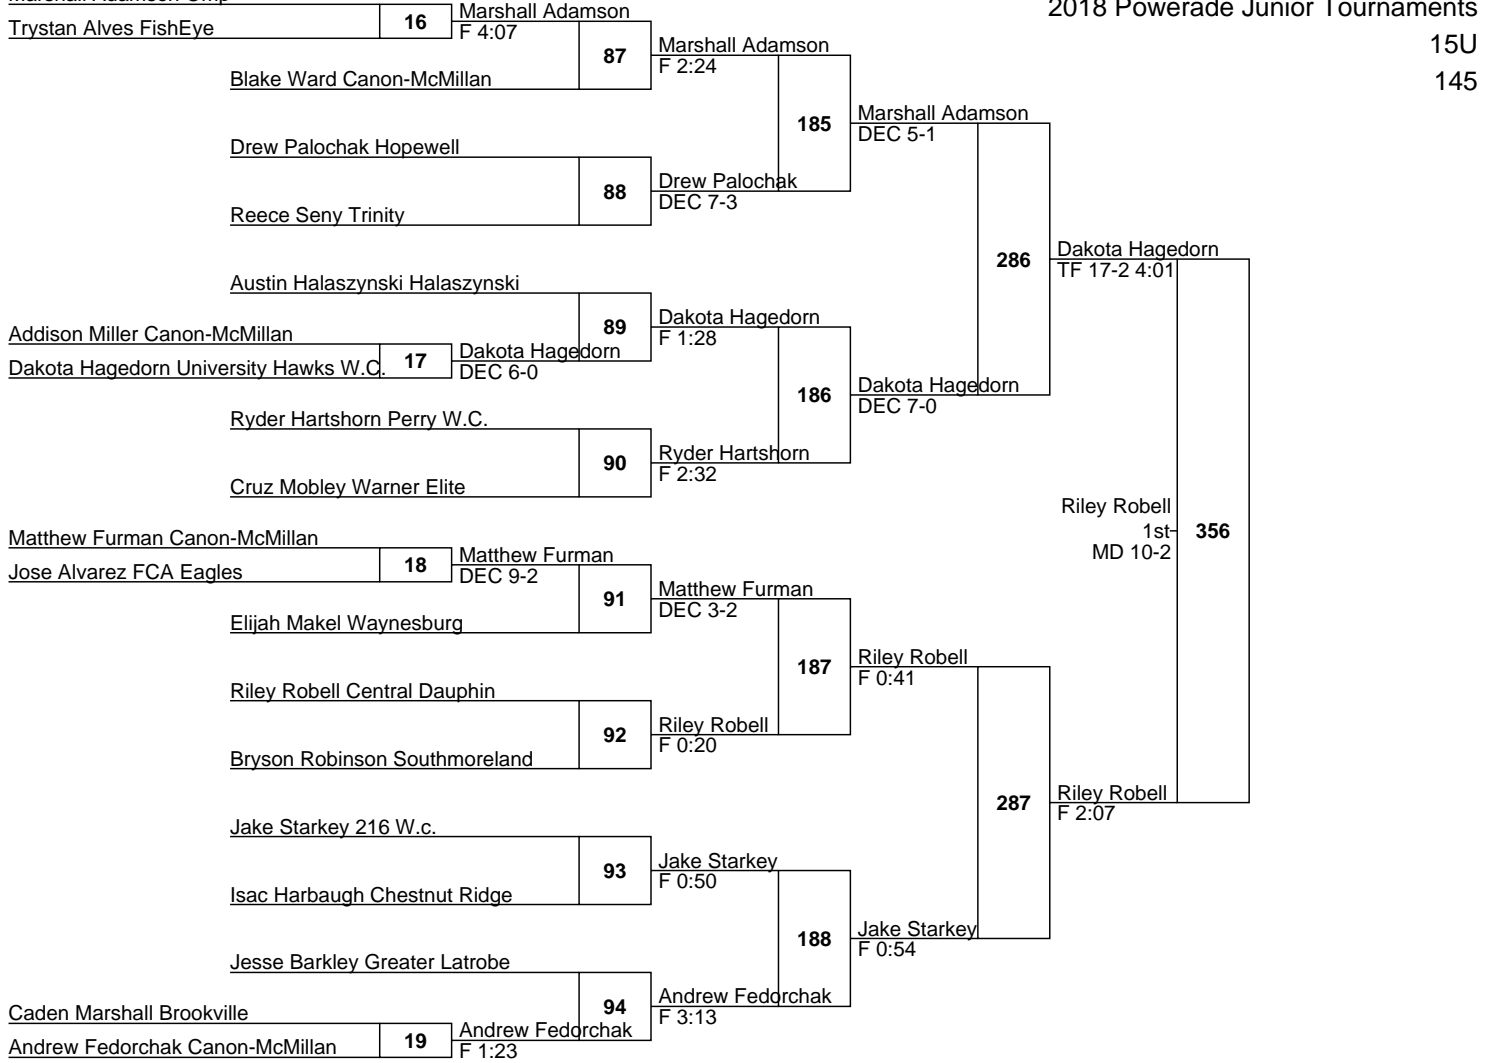 Trystan Alves FishEye
16
Marshall Adamson
F 4:07
2018 Powerade Junior Tournaments
15U
145
Blake Ward Canon-McMillan
87
Marshall Adamson
F 2:24
Drew Palochak Hopewell
185
Marshall Adamson
DEC 5-1
Reece Seny Trinity
88
Drew Palochak
DEC 7-3
Austin Halaszynski Halaszynski
286
Dakota Hagedorn
TF 17-2 4:01
Addison Miller Canon-McMillan
Dakota Hagedorn University Hawks W.C.
17
Dakota Hagedorn
DEC 6-0
89
Dakota Hagedorn
F 1:28
186
Dakota Hagedorn
DEC 7-0
Ryder Hartshorn Perry W.C.
Cruz Mobley Warner Elite
90
Ryder Hartshorn
F 2:32
Riley Robell
1st
MD 10-2
356
Matthew Furman Canon-McMillan
Jose Alvarez FCA Eagles
18
Matthew Furman
DEC 9-2
Elijah Makel Waynesburg
91
Matthew Furman
DEC 3-2
187
Riley Robell
F 0:41
Riley Robell Central Dauphin
Bryson Robinson Southmoreland
92
Riley Robell
F 0:20
287
Riley Robell
F 2:07
Jake Starkey 216 W.c.
Isac Harbaugh Chestnut Ridge
93
Jake Starkey
F 0:50
188
Jake Starkey
F 0:54
Jesse Barkley Greater Latrobe
94
Andrew Fedorchak
F 3:13
Caden Marshall Brookville
Andrew Fedorchak Canon-McMillan
19
Andrew Fedorchak
F 1:23